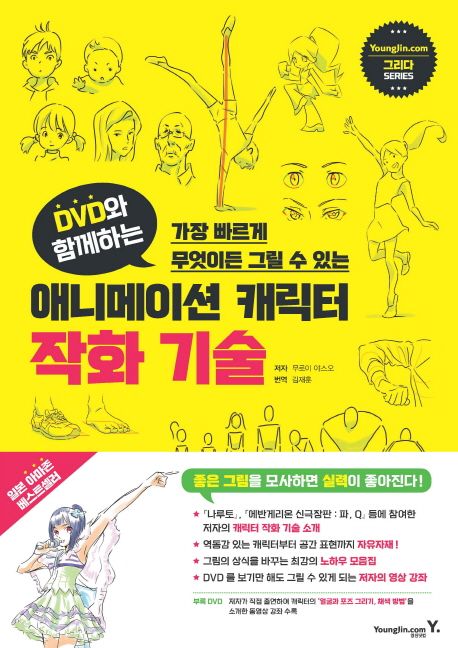 YoungJin.com
그리다
SERIES
DVD와
함께하는
가장 빠르게
무엇이든 그릴 수 있는
애니메이션 캐릭터
작화 기술
저자 무로이 야스오
번역 김재훈
일본 아마존
베스트셀러
좋은 그림을 모사하면 실력이 좋아진다!
★ 「나루토」, 「에반게리온 신극장판 : 파, Q」 등에 참여한
저자의 캐릭터 작화 기술 소개
★ 역동감 있는 캐릭터부터 공간 표현까지 자유자재!
★ 그림의 상식을 바꾸는 최강의 노하우 모음집
★ DVD를 보기만 해도 그릴 수 있게 되는 저자의 영상 강좌
부록 DVD 저자가 직접 출연하여 캐릭터의 '얼굴과 포즈 그리기, 채색 방법'을
소개한 동영상 강좌 수록
YoungJin.com Y.
영진닷컴